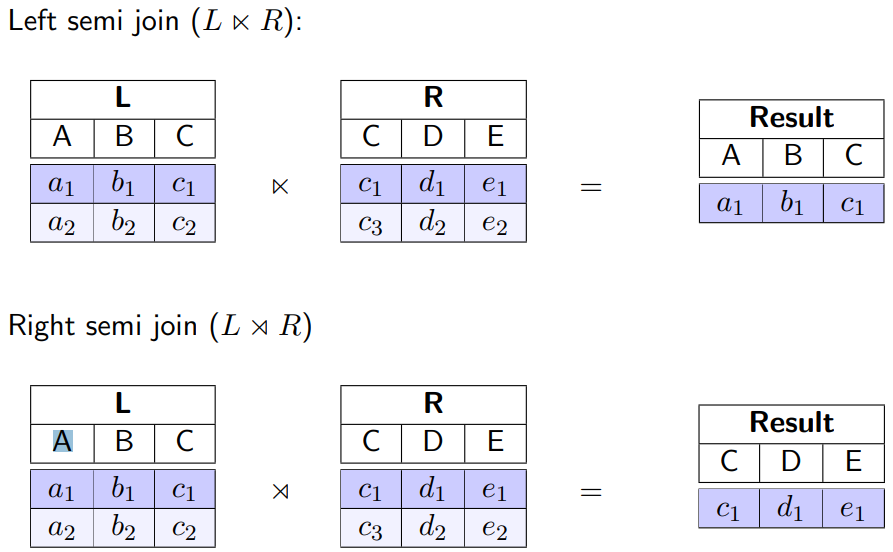 Left semi join (L ⋉ R):
L R Result
A B C C D E A B C
a₁ b₁ c₁ ⋉ c₁ d₁ e₁ = a₁ b₁ c₁
a₂ b₂ c₂ c₃ d₂ e₂
Right semi join (L ⋊ R)
L R Result
A B C C D E C D E
a₁ b₁ c₁ ⋊ c₁ d₁ e₁ = c₁ d₁ e₁
a₂ b₂ c₂ c₃ d₂ e₂